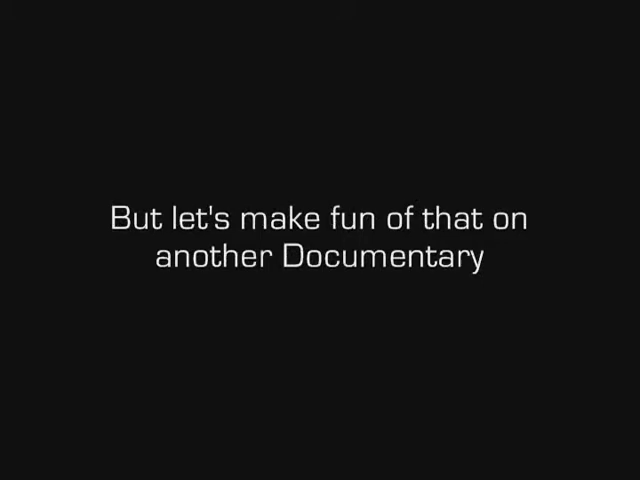 But let's make fun of that on
another Documentary